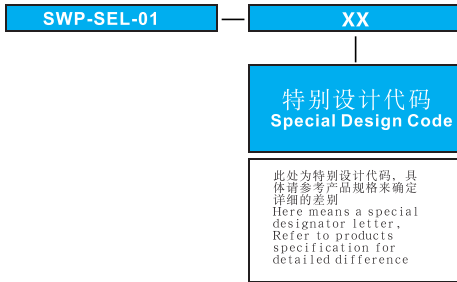 SWP-SEL-01 — XX
特别设计代码
Special Design Code
此处为特别设计代码，具
体请参考产品规格来确定
详细的差别
Here means a special
designator letter,
Refer to products
specification for
detailed difference